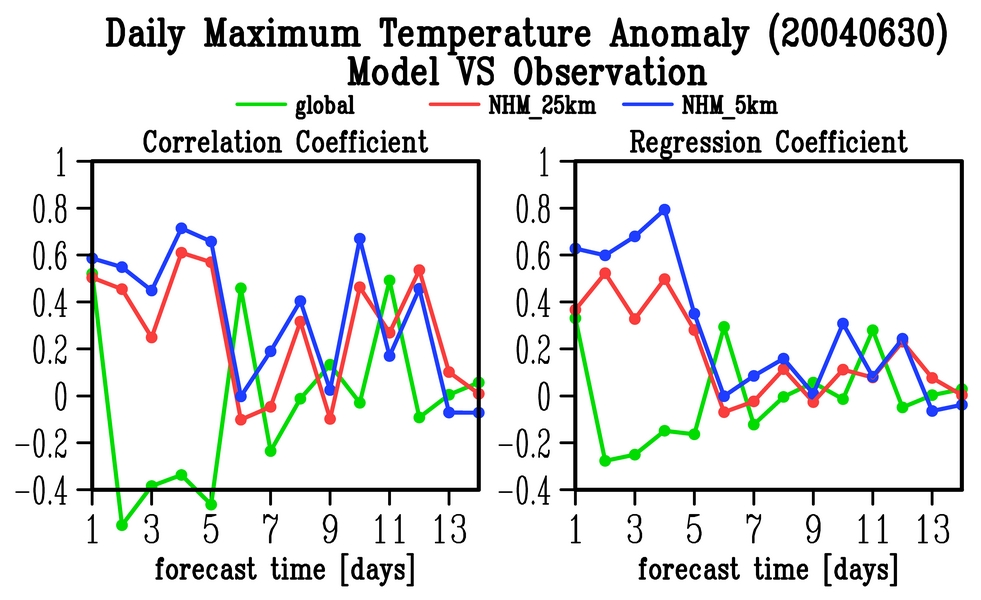 Daily Maximum Temperature Anomaly (20040630)
Model VS Observation
global NHM_25km NHM_5km
Correlation Coefficient
1
0.8
0.6
0.4
0.2
0
−0.2
−0.4
1 3 5 7 9 11 13
forecast time [days]
Regression Coefficient
1
0.8
0.6
0.4
0.2
0
−0.2
−0.4
1 3 5 7 9 11 13
forecast time [days]